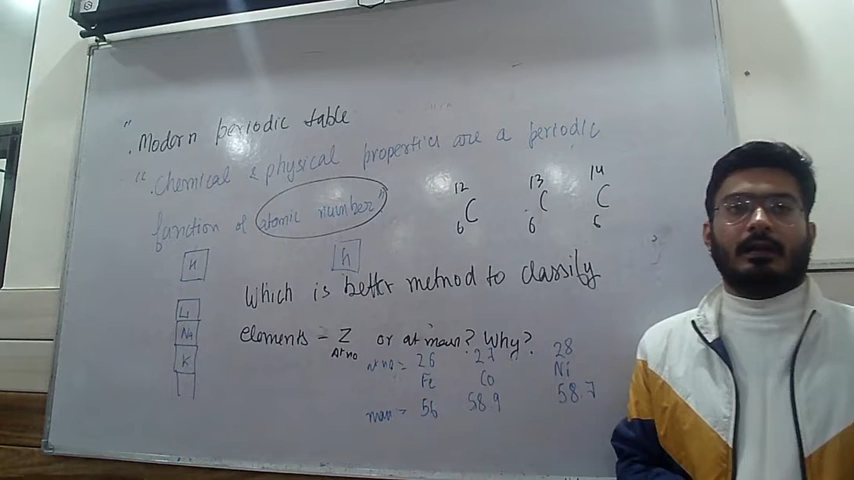 "Modern periodic table
".Chemical & physical properties are a periodic
function of atomic number"
12 C 6
13 C 6
14 C 6
H
h
Li
Na
K
Which is better method to classify
elements - Z or at mass? Why?
At no
at no = 26 27 28
Fe Co Ni
mass = 56 58.9 58.7